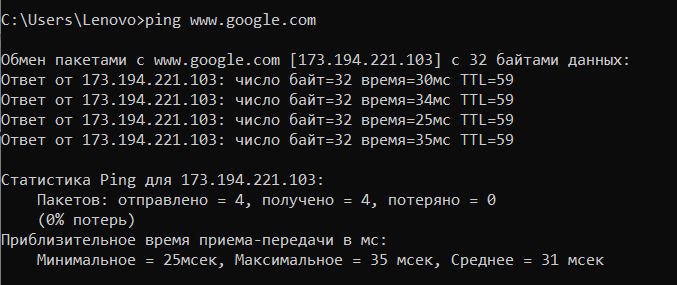 C:\Users\Lenovo>ping www.google.com
Обмен пакетами с www.google.com [173.194.221.103] с 32 байтами данных:
Ответ от 173.194.221.103: число байт=32 время=30мс TTL=59
Ответ от 173.194.221.103: число байт=32 время=34мс TTL=59
Ответ от 173.194.221.103: число байт=32 время=25мс TTL=59
Ответ от 173.194.221.103: число байт=32 время=35мс TTL=59
Статистика Ping для 173.194.221.103:
Пакетов: отправлено = 4, получено = 4, потеряно = 0
(0% потерь)
Приблизительное время приема-передачи в мс:
Минимальное = 25мсек, Максимальное = 35 мсек, Среднее = 31 мсек